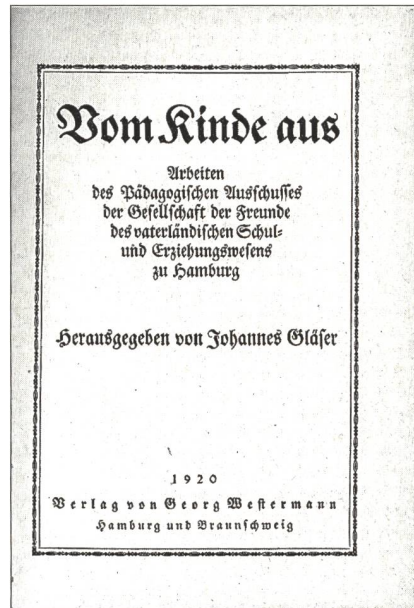 Vom Kinde aus
Arbeiten
des Pädagogischen Ausschusses
der Gesellschaft der Freunde
des vaterländischen Schul-
und Erziehungswesens
zu Hamburg
Herausgegeben von Johannes Gläser
1920
Verlag von Georg Westermann
Hamburg und Braunschweig